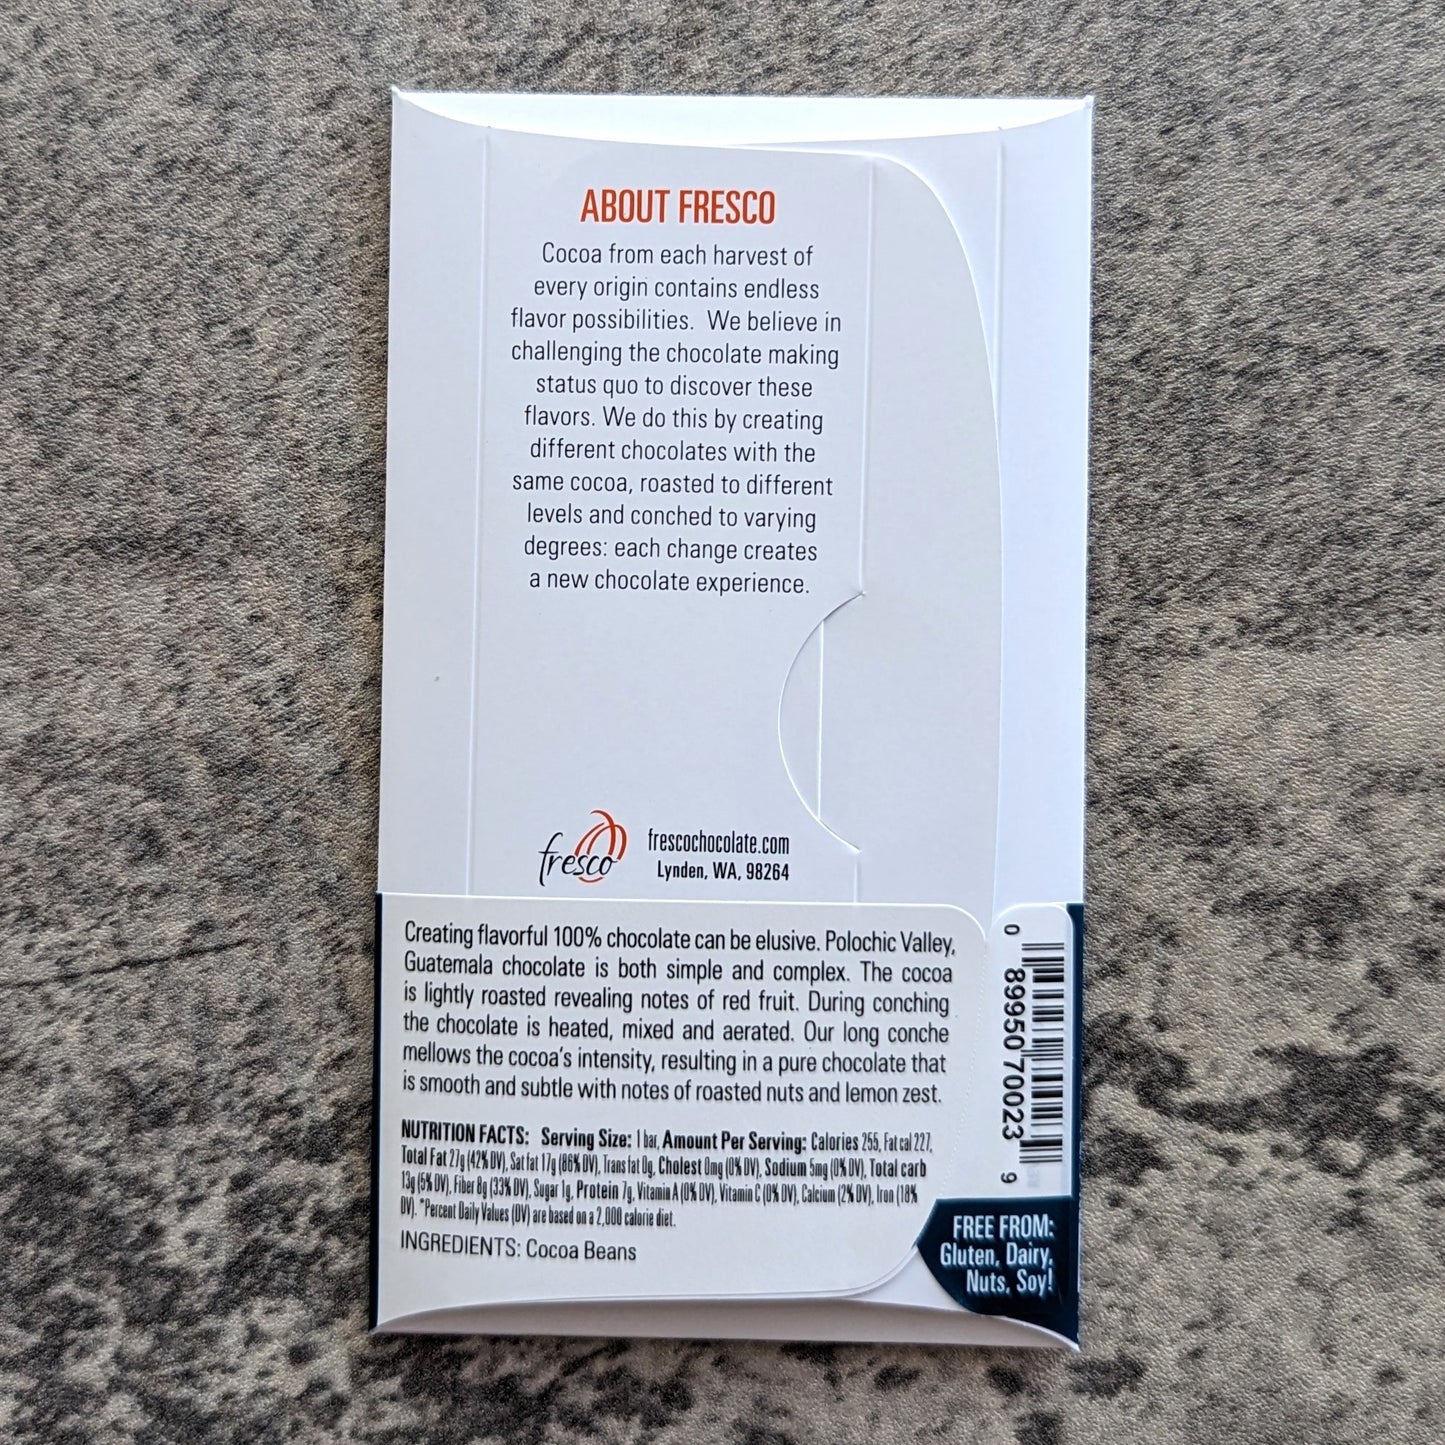 ABOUT FRESCO
Cocoa from each harvest of
every origin contains endless
flavor possibilities.  We believe in
challenging the chocolate making
status quo to discover these
flavors. We do this by creating
different chocolates with the
same cocoa, roasted to different
levels and conched to varying
degrees: each change creates
a new chocolate experience.
fresco
frescochocolate.com
Lynden, WA, 98264
Creating flavorful 100% chocolate can be elusive. Polochic Valley,
Guatemala chocolate is both simple and complex. The cocoa
is lightly roasted revealing notes of red fruit. During conching
the chocolate is heated, mixed and aerated. Our long conche
mellows the cocoa's intensity, resulting in a pure chocolate that
is smooth and subtle with notes of roasted nuts and lemon zest.
NUTRITION FACTS: Serving Size: 1 bar, Amount Per Serving: Calories 255, Fat cal 227,
Total Fat 27g (42% DV), Sat fat 17g (86% DV), Trans fat 0g, Cholest 0mg (0% DV), Sodium 5mg (0% DV), Total carb
13g (5% DV), Fiber 8g (33% DV), Sugar 1g, Protein 7g, Vitamin A (0% DV), Vitamin C (0% DV), Calcium (2% DV), Iron (18%
DV). *Percent Daily Values (DV) are based on a 2,000 calorie diet.
INGREDIENTS: Cocoa Beans
0 89950 70023 9
FREE FROM:
Gluten, Dairy,
Nuts, Soy!